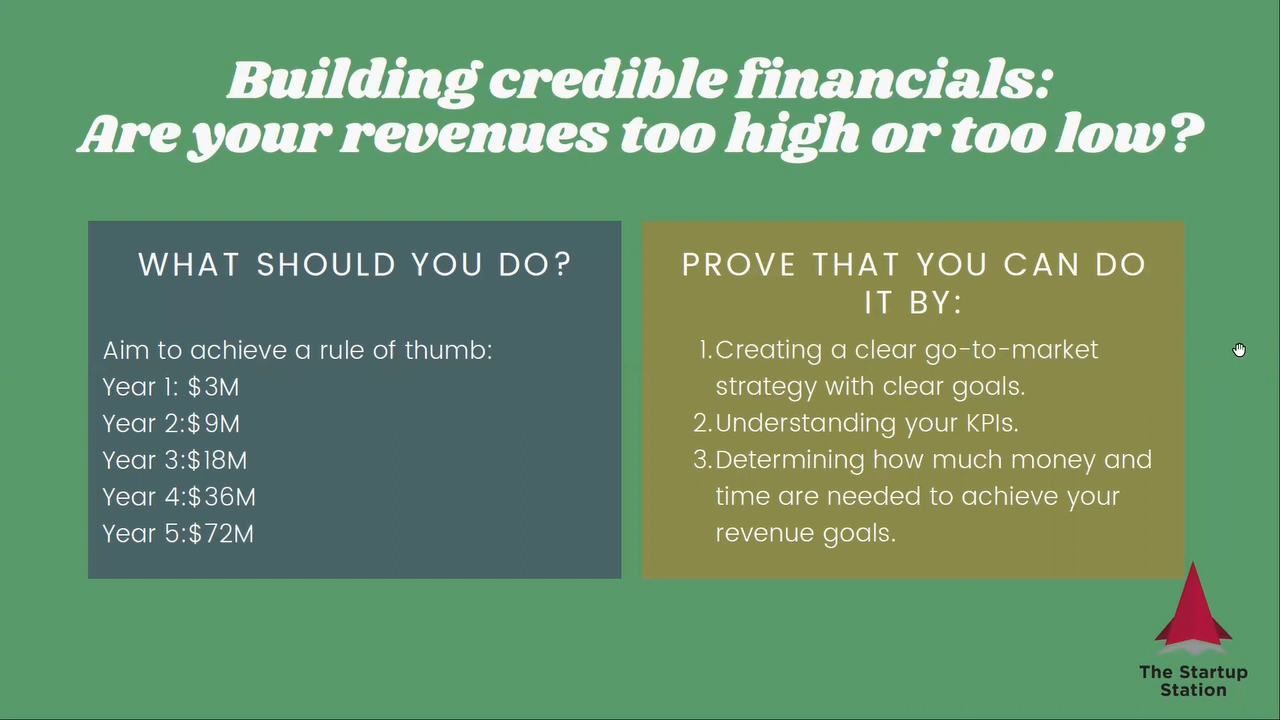 Building credible financials:
Are your revenues too high or too low?
WHAT SHOULD YOU DO?
Aim to achieve a rule of thumb:
Year 1: $3M
Year 2:$9M
Year 3:$18M
Year 4:$36M
Year 5:$72M
PROVE THAT YOU CAN DO
IT BY:
1.Creating a clear go-to-market
strategy with clear goals.
2.Understanding your KPIs.
3.Determining how much money and
time are needed to achieve your
revenue goals.
The Startup
Station